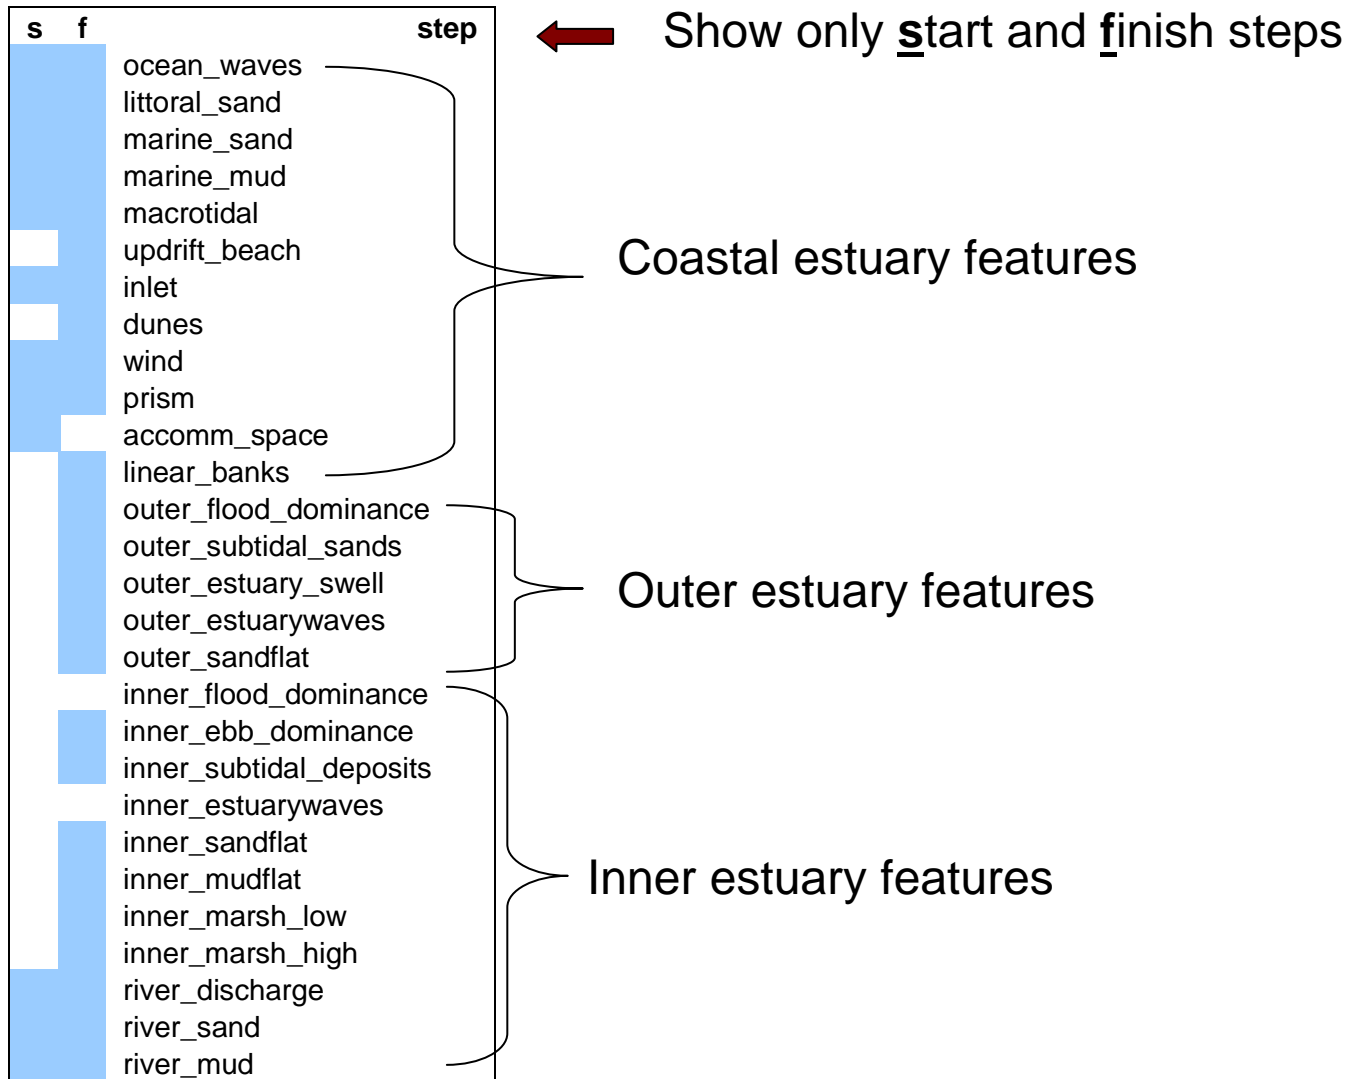 s f step
Show only start and finish steps
ocean_waves
littoral_sand
marine_sand
marine_mud
macrotidal
updrift_beach
inlet
dunes
wind
prism
accomm_space
linear_banks
Coastal estuary features
outer_flood_dominance
outer_subtidal_sands
outer_estuary_swell
outer_estuarywaves
outer_sandflat
Outer estuary features
inner_flood_dominance
inner_ebb_dominance
inner_subtidal_deposits
inner_estuarywaves
inner_sandflat
inner_mudflat
inner_marsh_low
inner_marsh_high
river_discharge
river_sand
river_mud
Inner estuary features